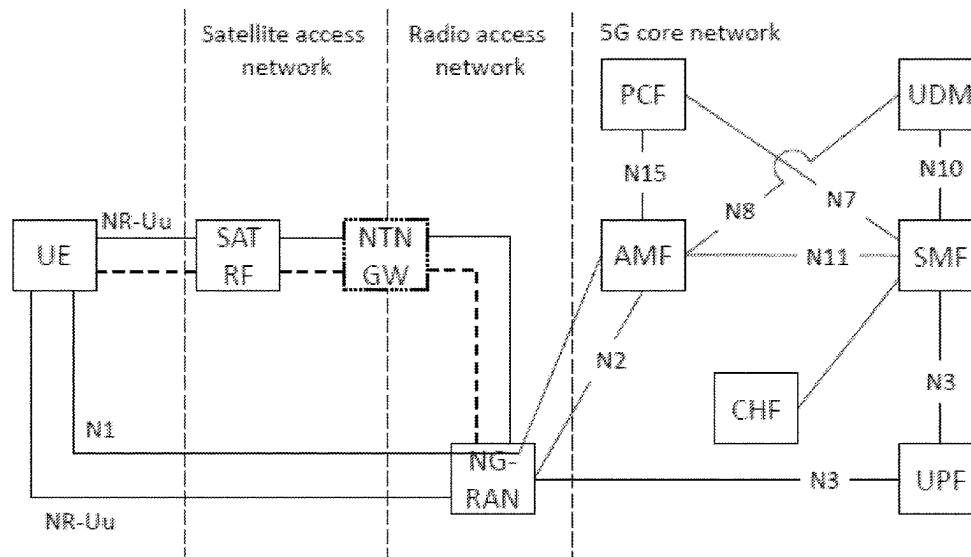 Satellite access
network
Radio access
network
5G core network
PCF
UDM
N15
N10
N8
N7
NR-Uu
UE
SAT
RF
NTN
GW
AMF
N11
SMF
N2
N3
CHF
N1
NG-
RAN
N3
UPF
NR-Uu